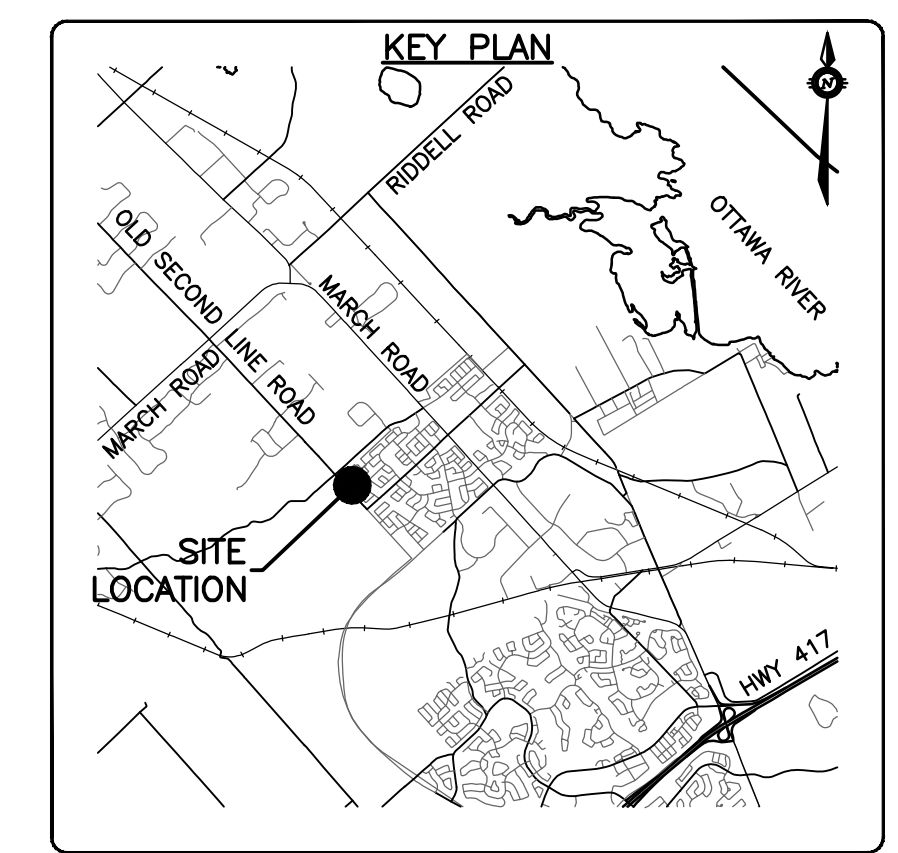 KEY PLAN
N
RIDDELL ROAD
OTTAWA RIVER
OLD SECOND LINE ROAD
MARCH ROAD
MARCH ROAD
SITE
LOCATION
HWY 417